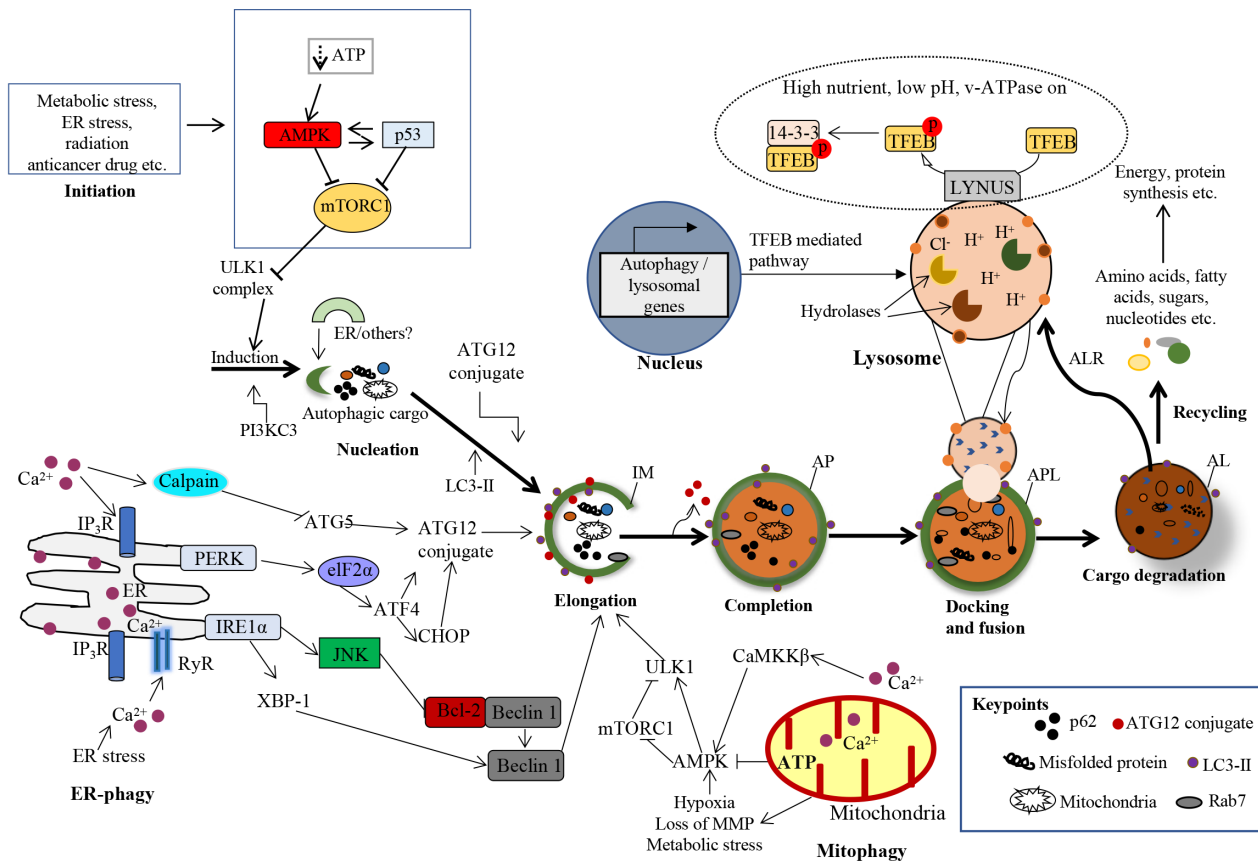 Metabolic stress,
ER stress,
radiation
anticancer drug etc.
Initiation
ATP
AMPK
p53
mTORC1
ULK1
complex
Induction
PI3KC3
ER/others?
Autophagic cargo
Nucleation
ATG12
conjugate
LC3-II
High nutrient, low pH, v-ATPase on
14-3-3
TFEB
p
TFEB
p
TFEB
LYNUS
Autophagy /
lysosomal
genes
Nucleus
TFEB mediated
pathway
Hydrolases
Cl-
H+
H+
H+
H+
Lysosome
Energy, protein
synthesis etc.
Amino acids, fatty
acids, sugars,
nucleotides etc.
ALR
Recycling
Ca2+
Calpain
IP3R
ATG5
ATG12
conjugate
PERK
eIF2α
ATF4
CHOP
ER
Ca2+
IRE1α
IP3R
RyR
JNK
XBP-1
Ca2+
ER stress
ER-phagy
Bcl-2
Beclin 1
Beclin 1
IM
Elongation
AP
Completion
APL
Docking
and fusion
AL
Cargo degradation
ULK1
mTORC1
AMPK
CaMKKβ
Ca2+
Ca2+
ATP
Hypoxia
Loss of MMP
Metabolic stress
Mitochondria
Mitophagy
Keypoints
p62
ATG12 conjugate
Misfolded protein
LC3-II
Mitochondria
Rab7